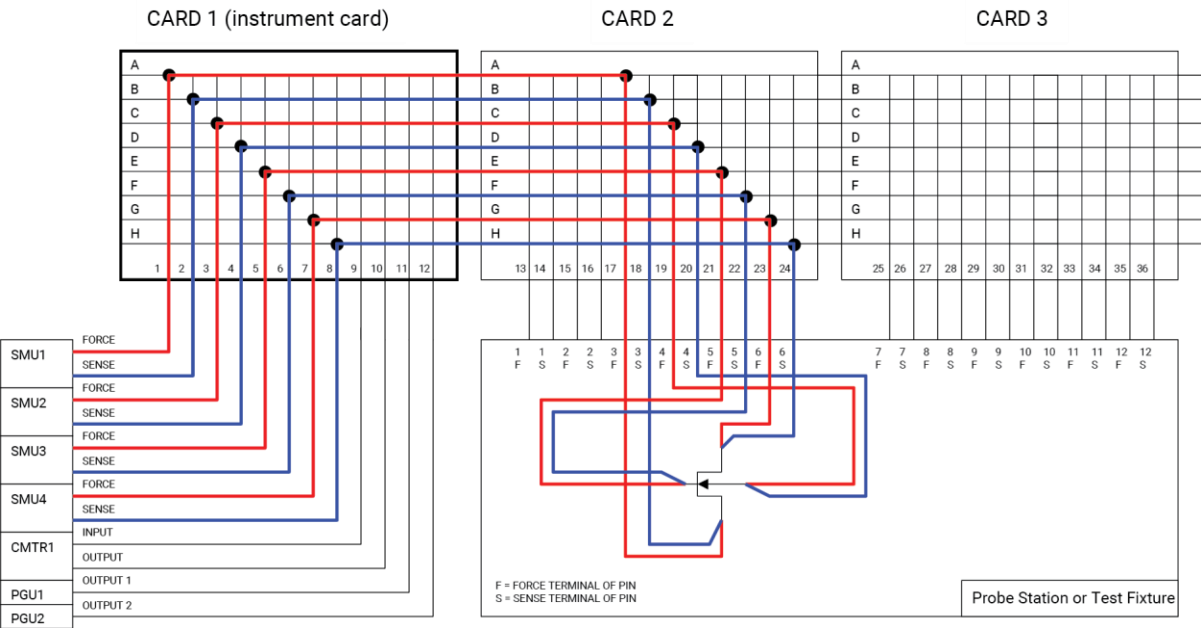 CARD 1 (instrument card) CARD 2 CARD 3
A A A
B B B
C C C
D D D
E E E
F F F
G G G
H H H
1 2 3 4 5 6 7 8 9 10 11 12 13 14 15 16 17 18 19 20 21 22 23 24 25 26 27 28 29 30 31 32 33 34 35 36
SMU1 FORCE
SENSE
SMU2 FORCE
SENSE
SMU3 FORCE
SENSE
SMU4 FORCE
SENSE
CMTR1 INPUT
OUTPUT
PGU1 OUTPUT 1
PGU2 OUTPUT 2
1 1 2 2 3 3 4 4 5 5 6 6 7 7 8 8 9 9 10 10 11 11 12 12
F S F S F S F S F S F S F S F S F S F S F S F S
F = FORCE TERMINAL OF PIN
S = SENSE TERMINAL OF PIN
Probe Station or Test Fixture